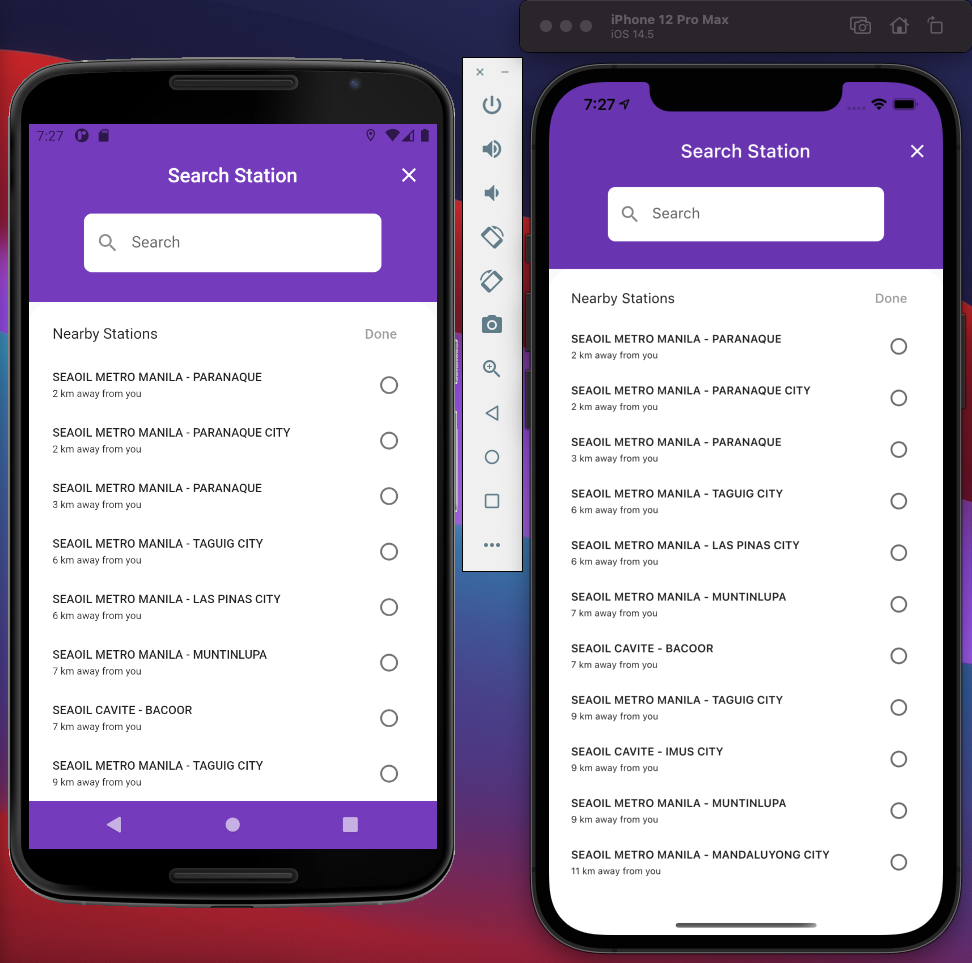 iPhone 12 Pro Max
iOS 14.5
7:27
Search Station
Search
Nearby Stations
Done
SEAOIL METRO MANILA - PARANAQUE
2 km away from you
SEAOIL METRO MANILA - PARANAQUE CITY
2 km away from you
SEAOIL METRO MANILA - PARANAQUE
3 km away from you
SEAOIL METRO MANILA - TAGUIG CITY
6 km away from you
SEAOIL METRO MANILA - LAS PINAS CITY
6 km away from you
SEAOIL METRO MANILA - MUNTINLUPA
7 km away from you
SEAOIL CAVITE - BACOOR
7 km away from you
SEAOIL METRO MANILA - TAGUIG CITY
9 km away from you
7:27
Search Station
Search
Nearby Stations
Done
SEAOIL METRO MANILA - PARANAQUE
2 km away from you
SEAOIL METRO MANILA - PARANAQUE CITY
2 km away from you
SEAOIL METRO MANILA - PARANAQUE
3 km away from you
SEAOIL METRO MANILA - TAGUIG CITY
6 km away from you
SEAOIL METRO MANILA - LAS PINAS CITY
6 km away from you
SEAOIL METRO MANILA - MUNTINLUPA
7 km away from you
SEAOIL CAVITE - BACOOR
7 km away from you
SEAOIL METRO MANILA - TAGUIG CITY
9 km away from you
SEAOIL CAVITE - IMUS CITY
9 km away from you
SEAOIL METRO MANILA - MUNTINLUPA
9 km away from you
SEAOIL METRO MANILA - MANDALUYONG CITY
11 km away from you